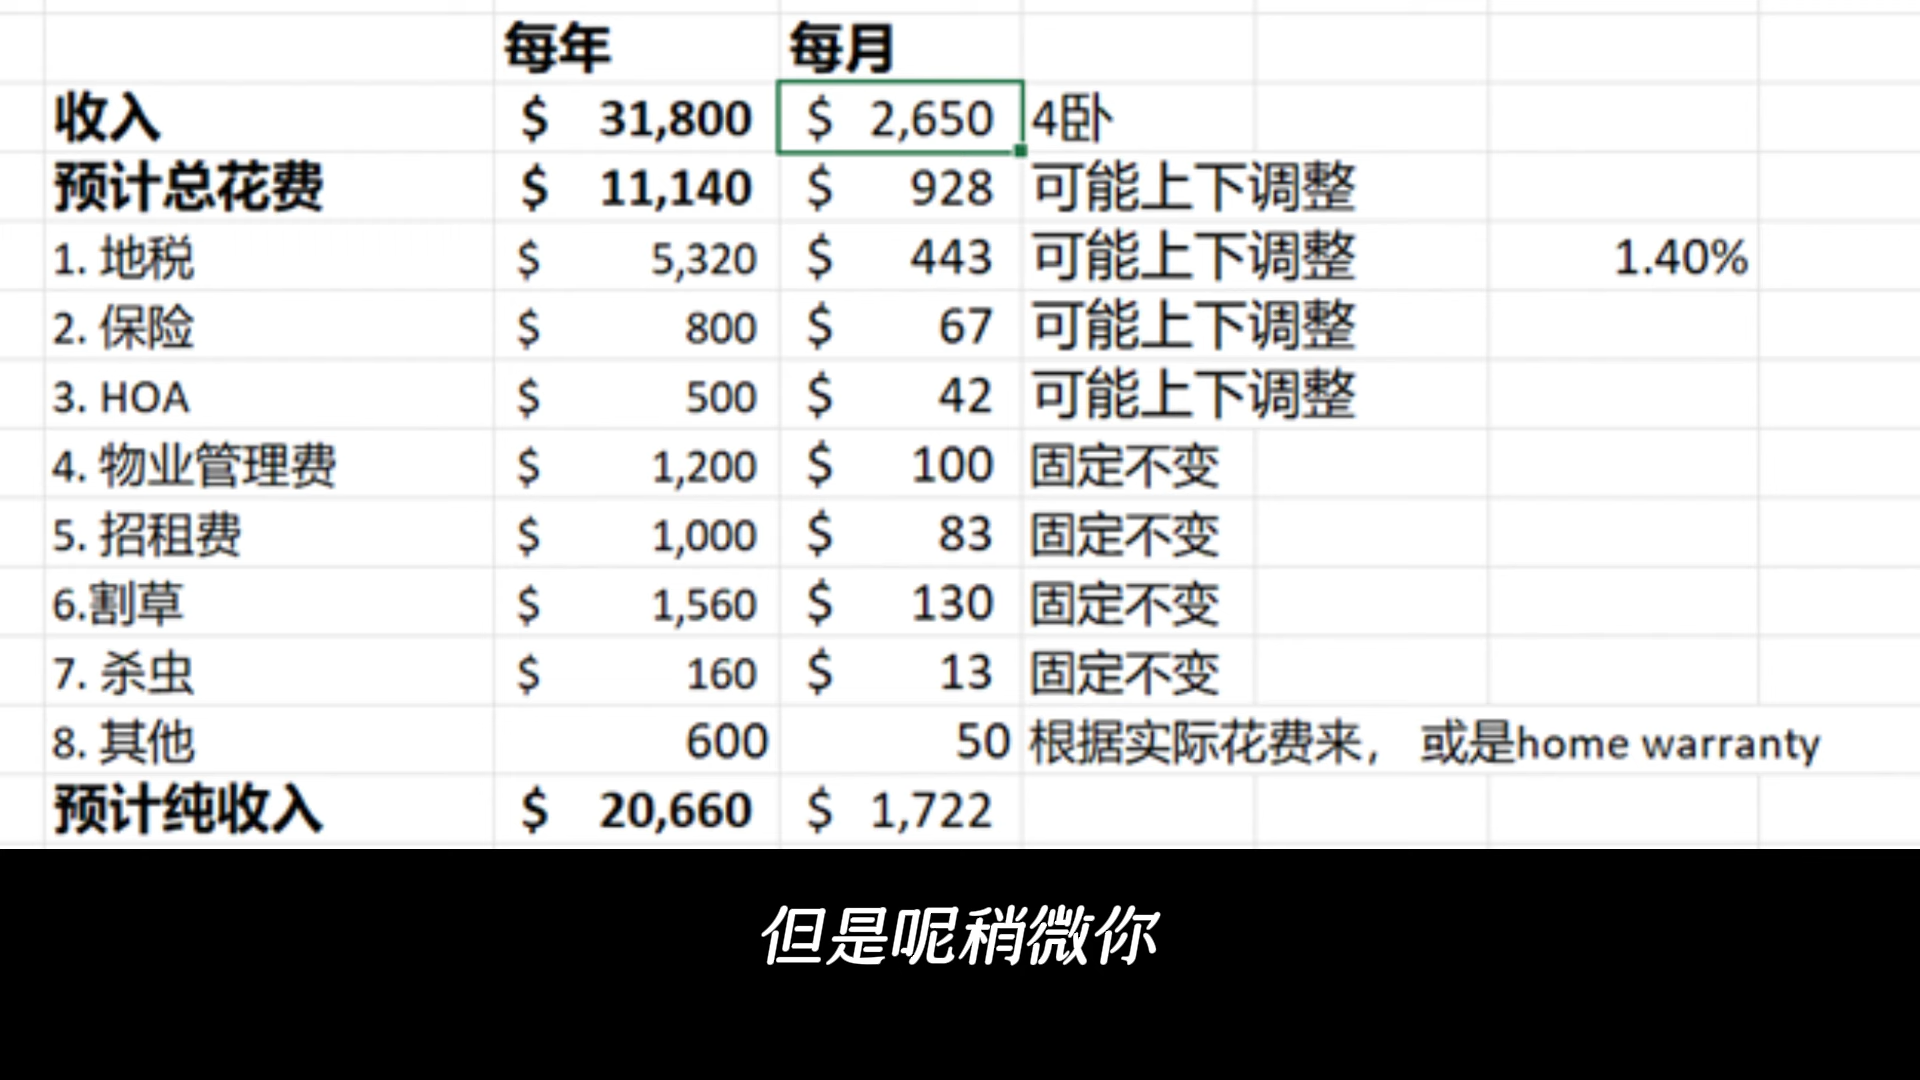 每年 每月
收入 $ 31,800 $ 2,650 4卧
预计总花费 $ 11,140 $ 928 可能上下调整
1. 地税 $ 5,320 $ 443 可能上下调整 1.40%
2. 保险 $ 800 $ 67 可能上下调整
3. HOA $ 500 $ 42 可能上下调整
4. 物业管理费 $ 1,200 $ 100 固定不变
5. 招租费 $ 1,000 $ 83 固定不变
6.割草 $ 1,560 $ 130 固定不变
7. 杀虫 $ 160 $ 13 固定不变
8. 其他 600 50 根据实际花费来， 或是home warranty
预计纯收入 $ 20,660 $ 1,722
但是呢稍微你